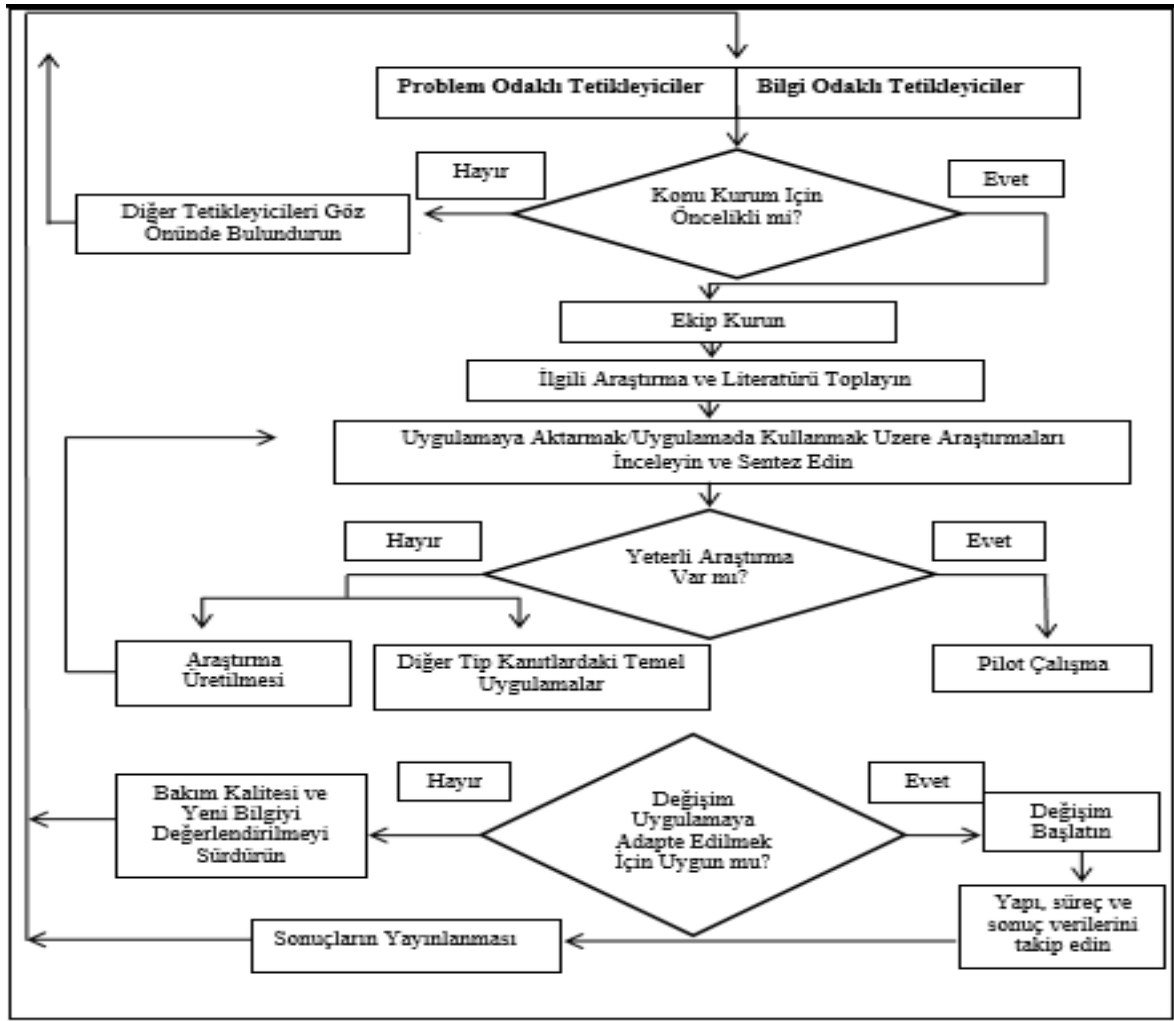 Problem Odaklı Tetikleyiciler
Bilgi Odaklı Tetikleyiciler
Hayır
Evet
Konu Kurum Için
Öncelikli mi?
Diğer Tetikleyicileri Göz
Önünde Bulundurun
Ekip Kurun
İlgili Araştırma ve Literatürü Toplayın
Uygulamaya Aktarmak/Uygulamada Kullanmak Uzere Araştırmaları
İnceleyin ve Sentez Edin
Hayır
Evet
Yeterli Araştırma
Var mı?
Araştırma
Üretilmesi
Diğer Tip Kanıtlardaki Temel
Uygulamalar
Pilot Çalışma
Hayır
Evet
Bakım Kalitesi ve
Yeni Bilgiyi
Değerlendirilmeyi
Sürdürün
Değişim
Uygulamaya
Adapte Edilmek
İçin Uygun mu?
Değişim
Başlatın
Yapı, süreç ve
sonuç verilerini
takip edin
Sonuçların Yayınlanması